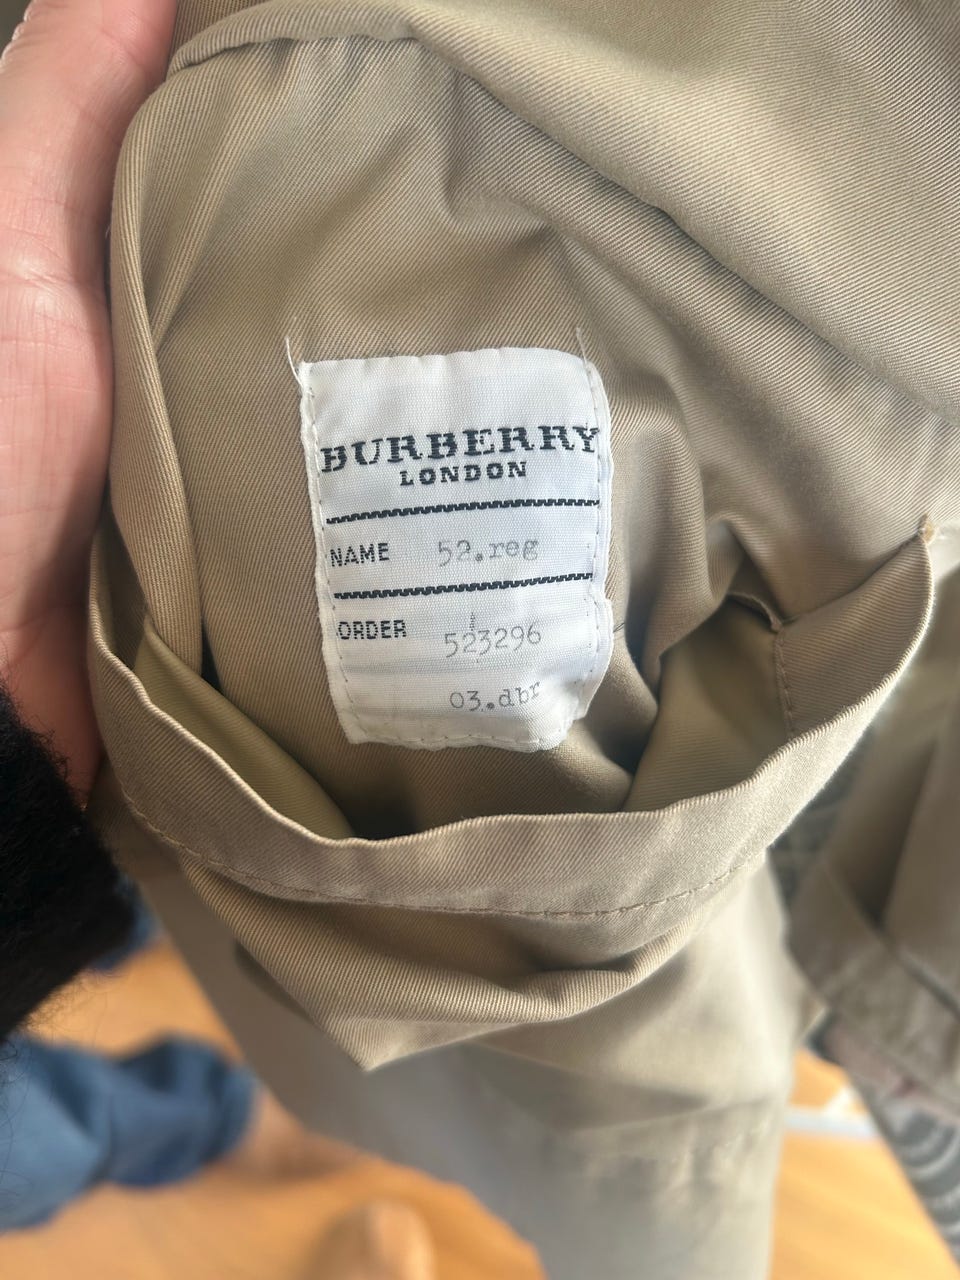 BURBERRY
LONDON
NAME 52.reg
ORDER 523296
03.dbr